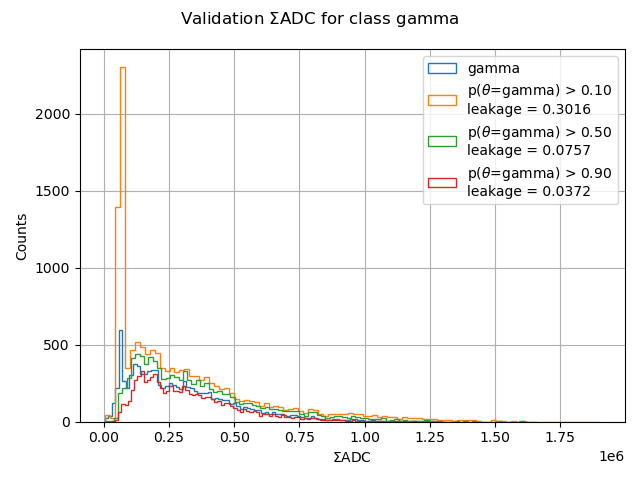 Validation ΣADC for class gamma
gamma
p(θ=gamma) > 0.10
leakage = 0.3016
p(θ=gamma) > 0.50
leakage = 0.0757
p(θ=gamma) > 0.90
leakage = 0.0372
Counts
2000
1500
1000
500
0
0.00 0.25 0.50 0.75 1.00 1.25 1.50 1.75
1e6
ΣADC